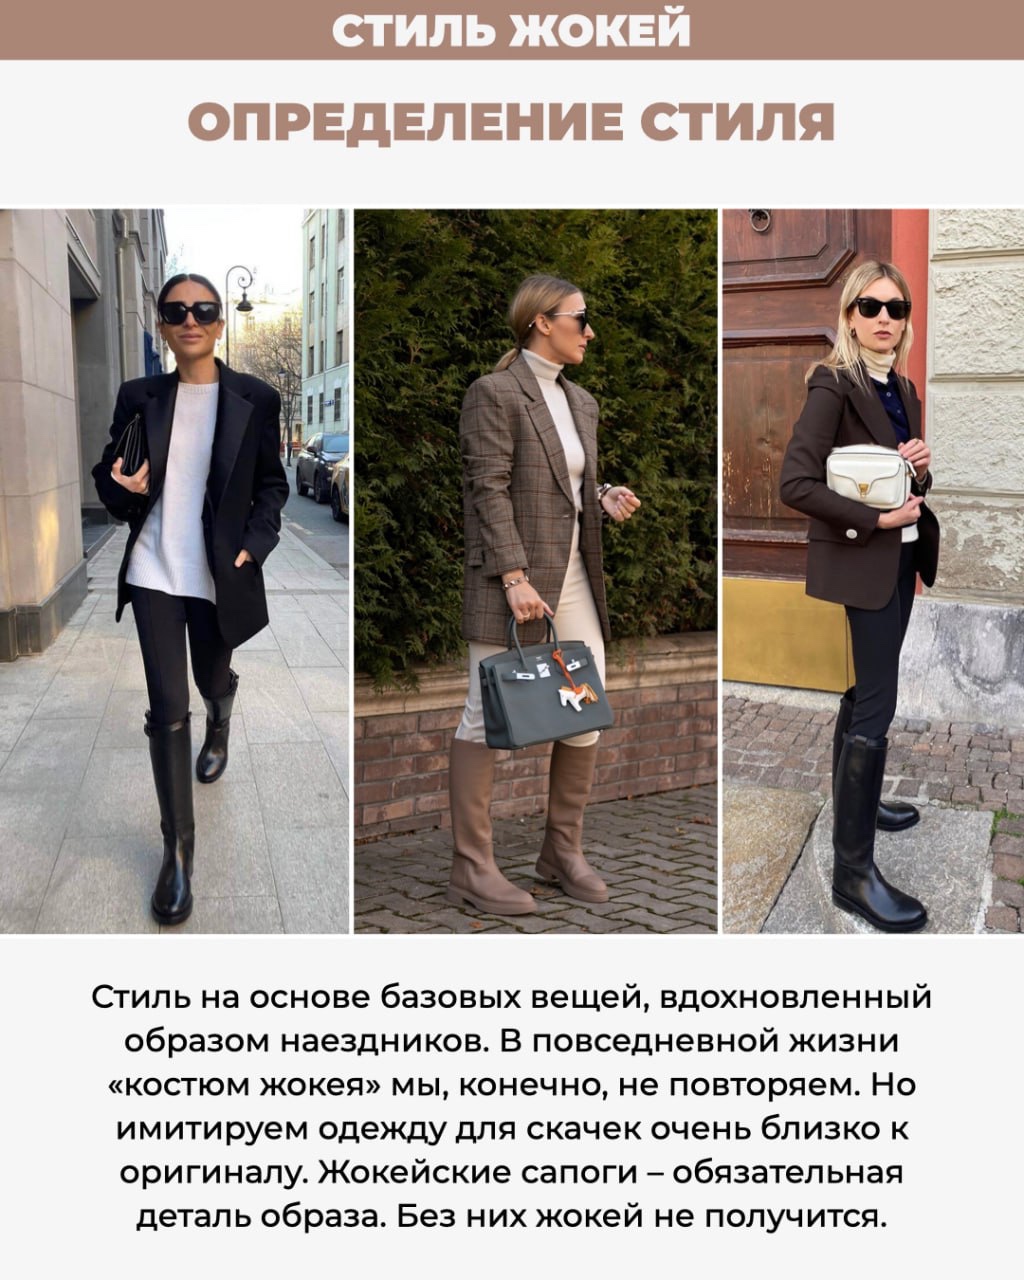 СТИЛЬ ЖОКЕЙ
ОПРЕДЕЛЕНИЕ СТИЛЯ
Стиль на основе базовых вещей, вдохновленный
образом наездников. В повседневной жизни
«костюм жокея» мы, конечно, не повторяем. Но
имитируем одежду для скачек очень близко к
оригиналу. Жокейские сапоги – обязательная
деталь образа. Без них жокей не получится.